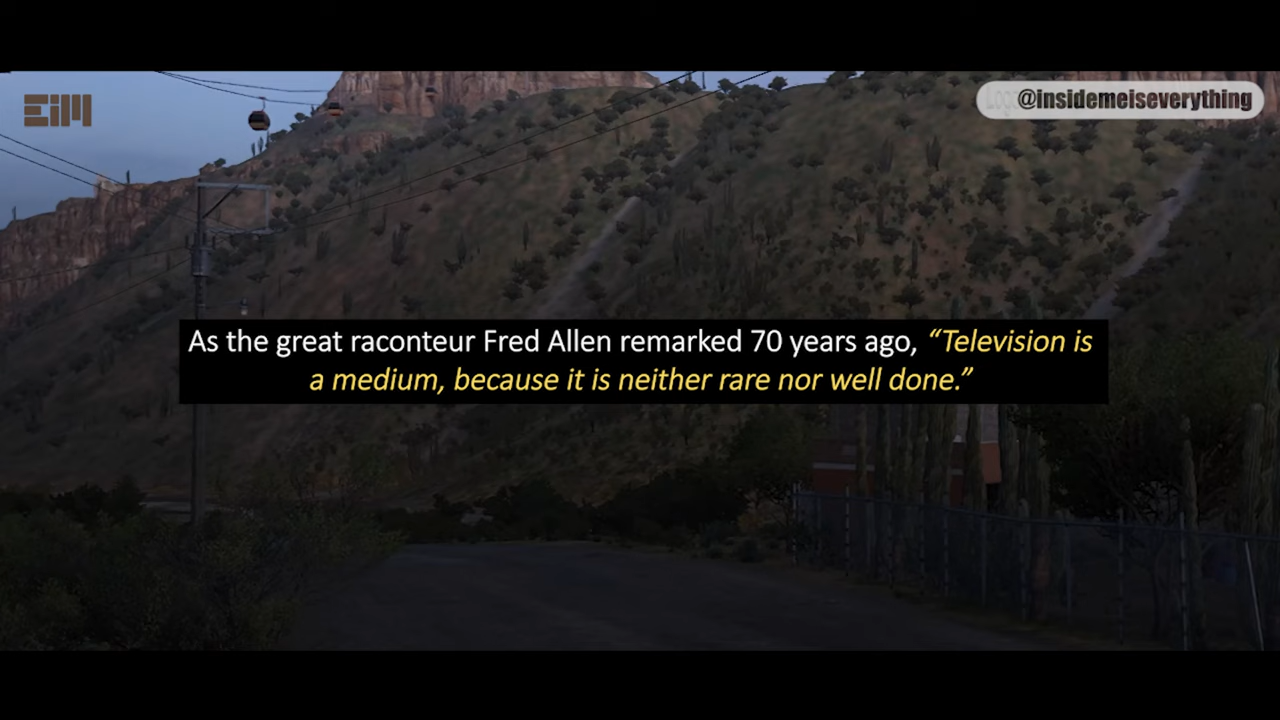 EiM
@insidemeiseverything
As the great raconteur Fred Allen remarked 70 years ago, “Television is
a medium, because it is neither rare nor well done.”